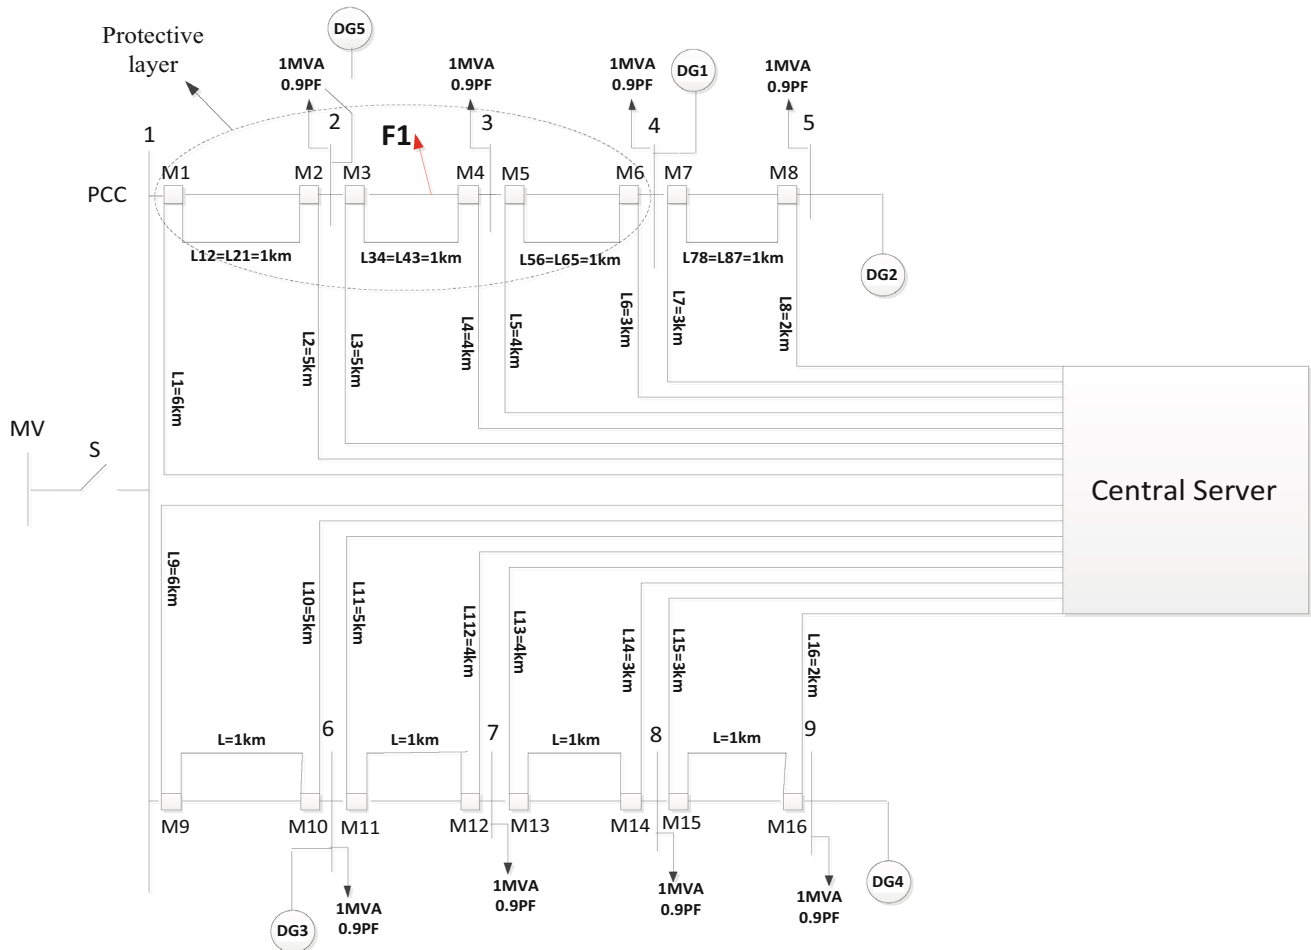 DG5
Protective
layer
1MVA
0.9PF
1MVA
0.9PF
1MVA
0.9PF
DG1
1MVA
0.9PF
1
2
F1
3
4
5
PCC
M1
M2
M3
M4
M5
M6
M7
M8
L12=L21=1km
L34=L43=1km
L56=L65=1km
L78=L87=1km
DG2
L1=6km
L2=5km
L3=5km
L4=4km
L5=4km
L6=3km
L7=3km
L8=2km
MV
S
Central Server
L9=6km
L10=5km
L11=5km
L112=4km
L13=4km
L14=3km
L15=3km
L16=2km
6
7
8
9
L=1km
L=1km
L=1km
L=1km
M9
M10
M11
M12
M13
M14
M15
M16
DG3
1MVA
0.9PF
1MVA
0.9PF
1MVA
0.9PF
1MVA
0.9PF
DG4